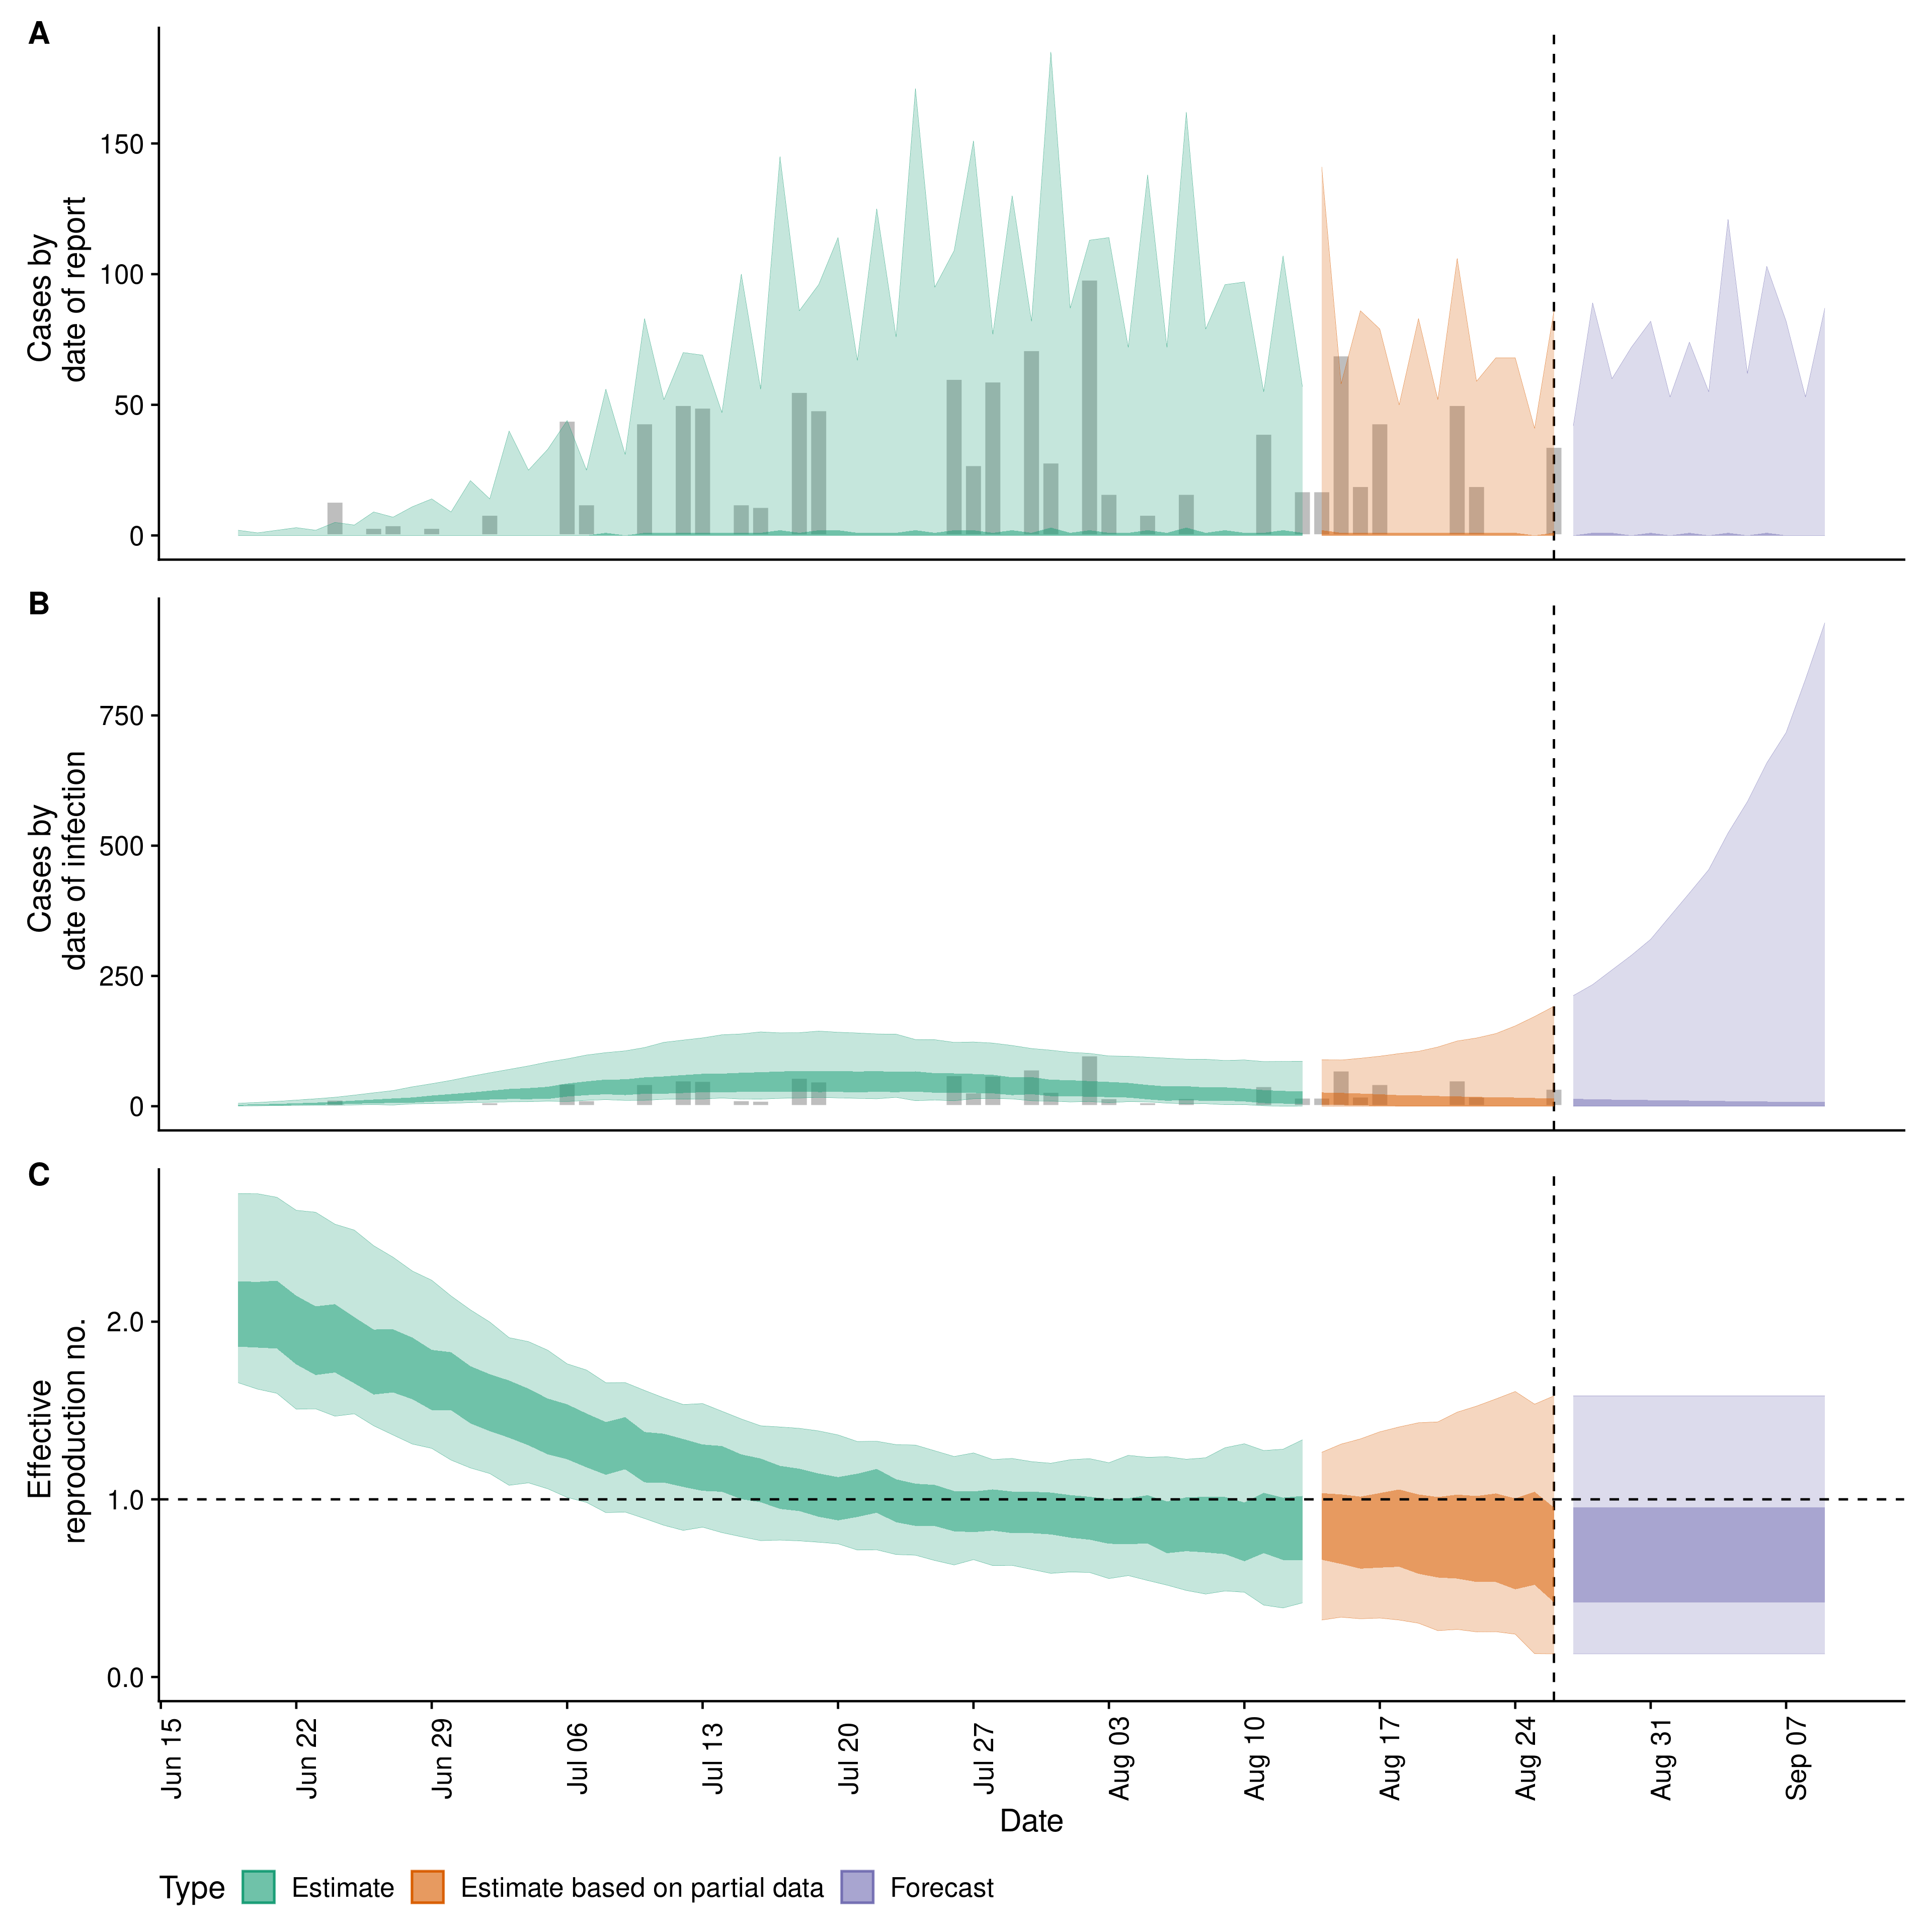 A
Cases by
date of report
150
100
50
0
B
Cases by
date of infection
750
500
250
0
C
Effective
reproduction no.
2.0
1.0
0.0
Jun 15
Jun 22
Jun 29
Jul 06
Jul 13
Jul 20
Jul 27
Aug 03
Aug 10
Aug 17
Aug 24
Aug 31
Sep 07
Date
Type Estimate Estimate based on partial data Forecast